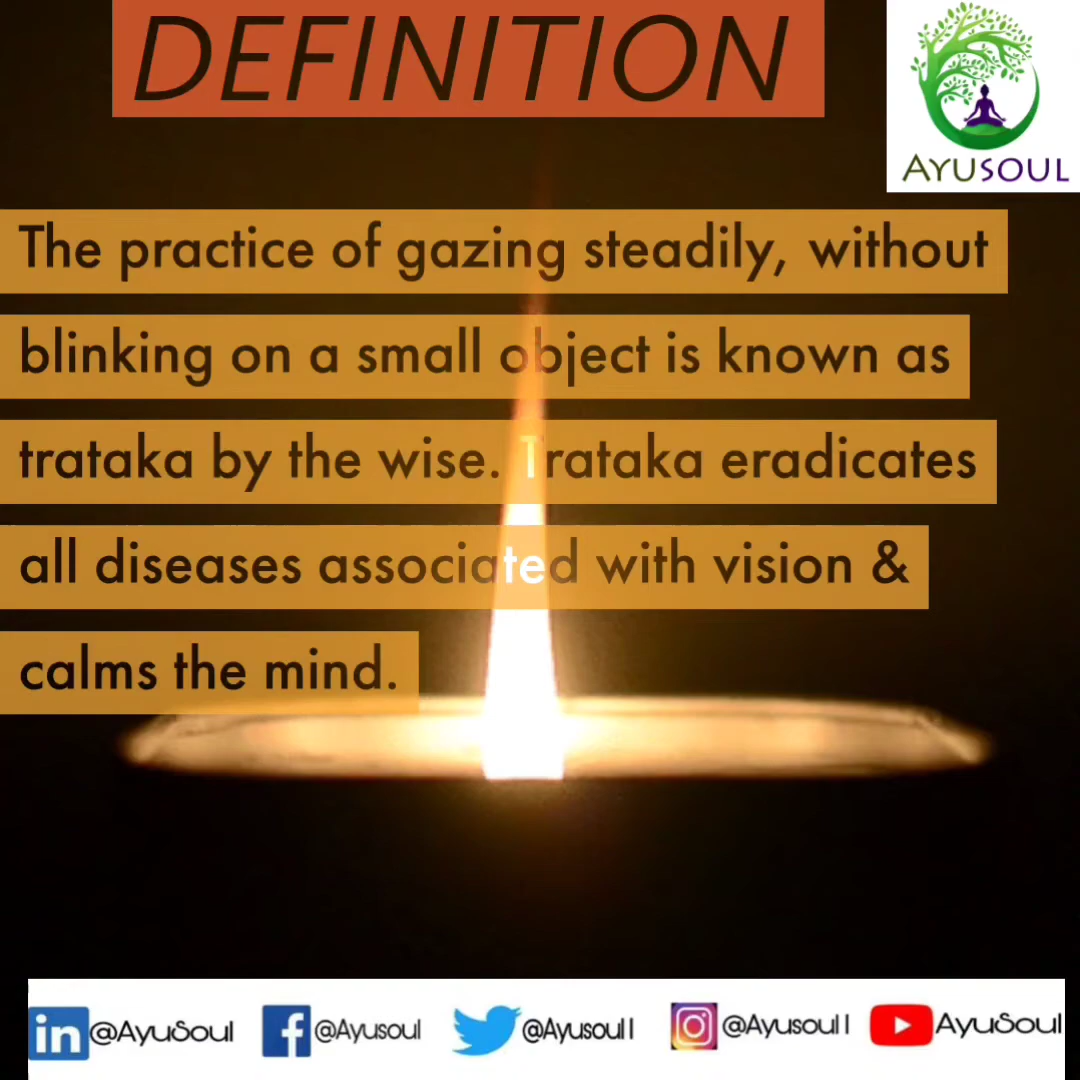 DEFINITION
AYUSOUL
The practice of gazing steadily, without
blinking on a small object is known as
trataka by the wise. Trataka eradicates
all diseases associated with vision &
calms the mind.
in @AyuSoul f @Ayusoul @Ayusoul1 @Ayusoul1 AyuSoul